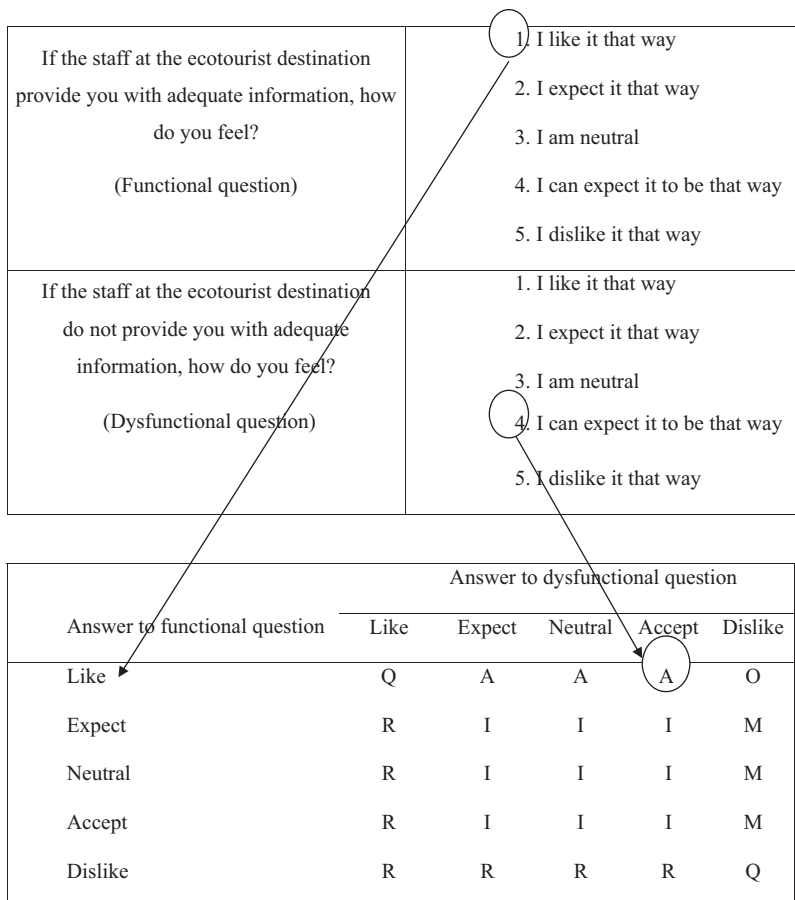 If the staff at the ecotourist destination
provide you with adequate information, how
do you feel?
(Functional question)
1. I like it that way
2. I expect it that way
3. I am neutral
4. I can expect it to be that way
5. I dislike it that way
If the staff at the ecotourist destination
do not provide you with adequate
information, how do you feel?
(Dysfunctional question)
1. I like it that way
2. I expect it that way
3. I am neutral
4. I can expect it to be that way
5. I dislike it that way
Answer to dysfunctional question
Answer to functional question Like Expect Neutral Accept Dislike
Like Q A A A O
Expect R I I I M
Neutral R I I I M
Accept R I I I M
Dislike R R R R Q